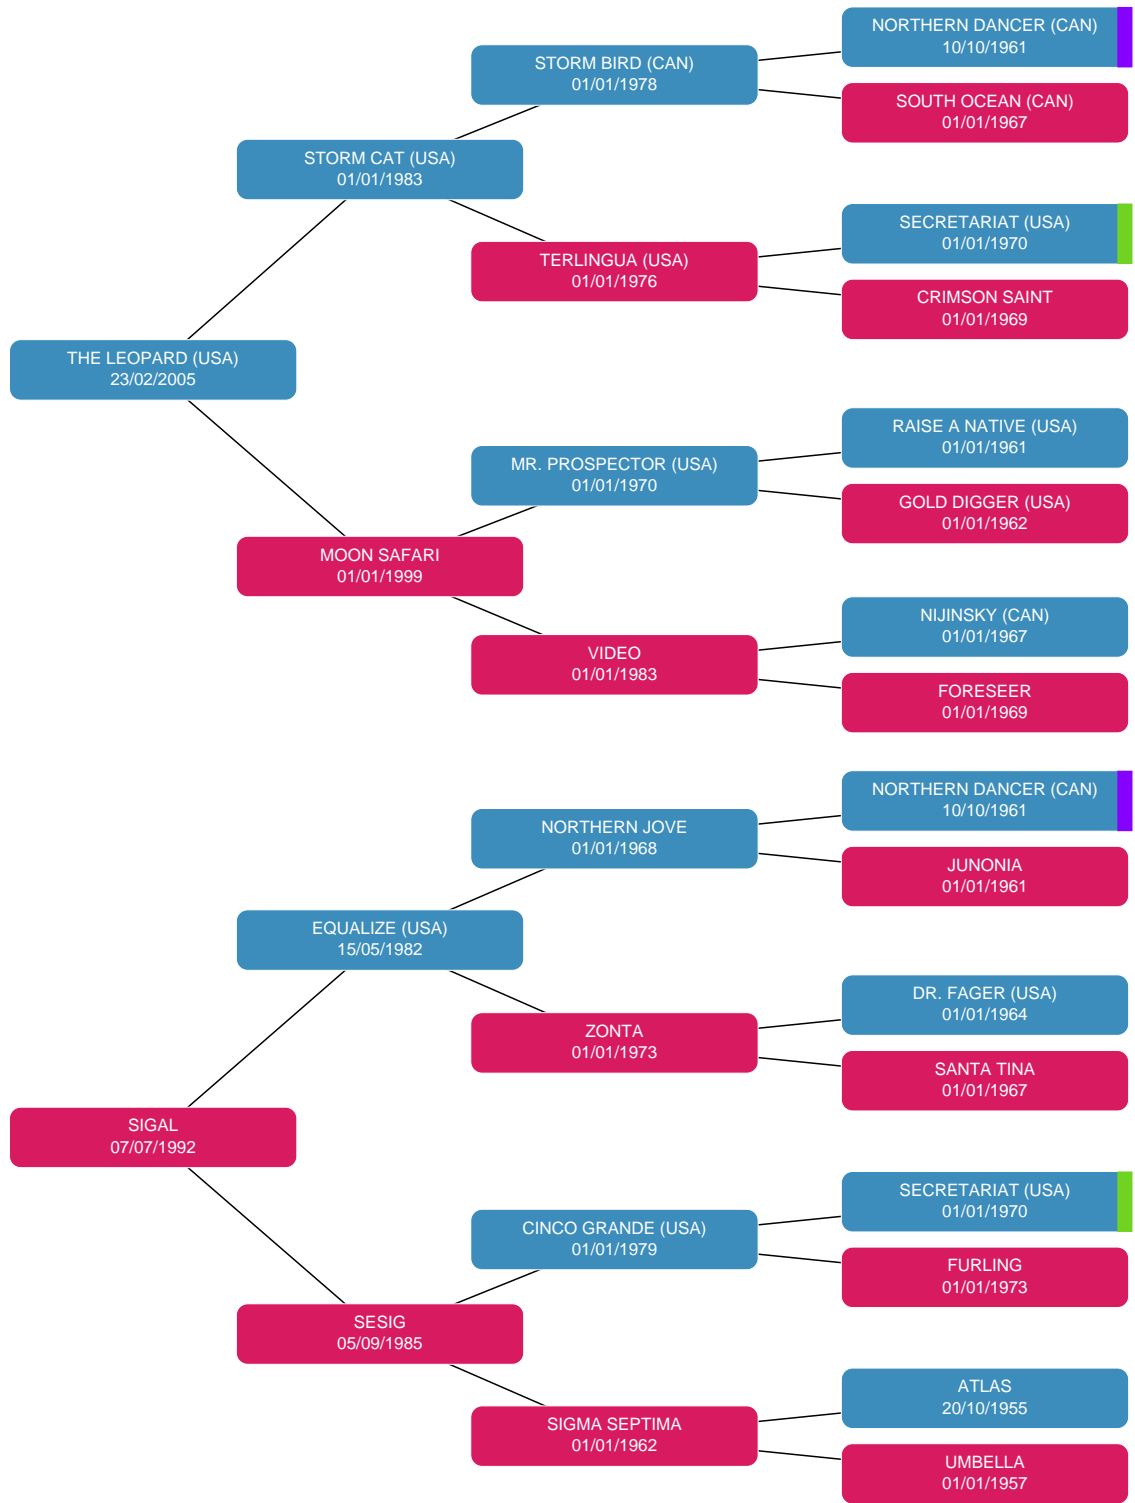 NORTHERN DANCER (CAN)
10/10/1961
STORM BIRD (CAN)
01/01/1978
SOUTH OCEAN (CAN)
01/01/1967
STORM CAT (USA)
01/01/1983
SECRETARIAT (USA)
01/01/1970
TERLINGUA (USA)
01/01/1976
CRIMSON SAINT
01/01/1969
THE LEOPARD (USA)
23/02/2005
RAISE A NATIVE (USA)
01/01/1961
MR. PROSPECTOR (USA)
01/01/1970
GOLD DIGGER (USA)
01/01/1962
MOON SAFARI
01/01/1999
NIJINSKY (CAN)
01/01/1967
VIDEO
01/01/1983
FORESEER
01/01/1969
NORTHERN DANCER (CAN)
10/10/1961
NORTHERN JOVE
01/01/1968
JUNONIA
01/01/1961
EQUALIZE (USA)
15/05/1982
DR. FAGER (USA)
01/01/1964
ZONTA
01/01/1973
SANTA TINA
01/01/1967
SIGAL
07/07/1992
SECRETARIAT (USA)
01/01/1970
CINCO GRANDE (USA)
01/01/1979
FURLING
01/01/1973
SESIG
05/09/1985
ATLAS
20/10/1955
SIGMA SEPTIMA
01/01/1962
UMBELLA
01/01/1957